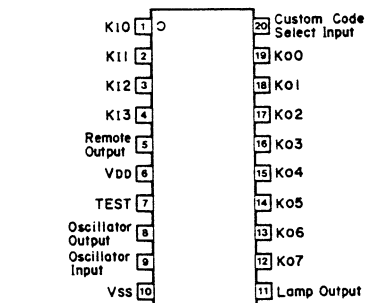 KI0 1
KI1 2
KI2 3
KI3 4
Remote
Output 5
VDD 6
TEST 7
Oscillator
Output 8
Oscillator
Input 9
VSS 10
20 Custom Code
Select Input
19 KO0
18 KO1
17 KO2
16 KO3
15 KO4
14 KO5
13 KO6
12 KO7
11 Lamp Output